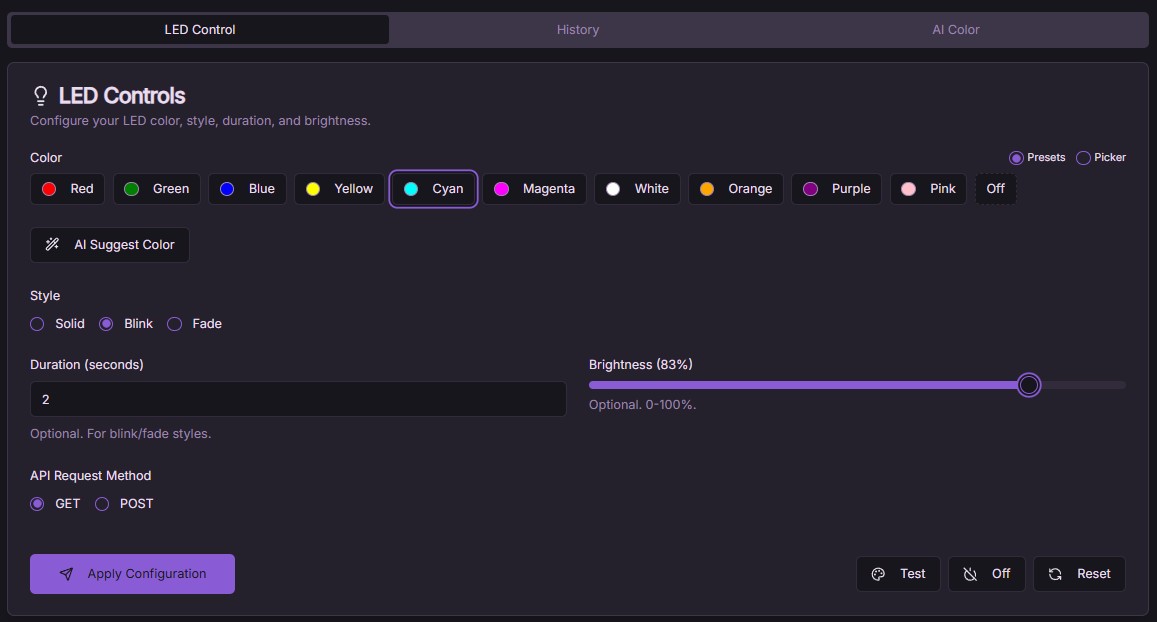 LED Control History AI Color
LED Controls
Configure your LED color, style, duration, and brightness.
Color Presets Picker
Red Green Blue Yellow Cyan Magenta White Orange Purple Pink Off
AI Suggest Color
Style
Solid Blink Fade
Duration (seconds) Brightness (83%)
2
Optional. 0-100%.
Optional. For blink/fade styles.
API Request Method
GET POST
Apply Configuration Test Off Reset